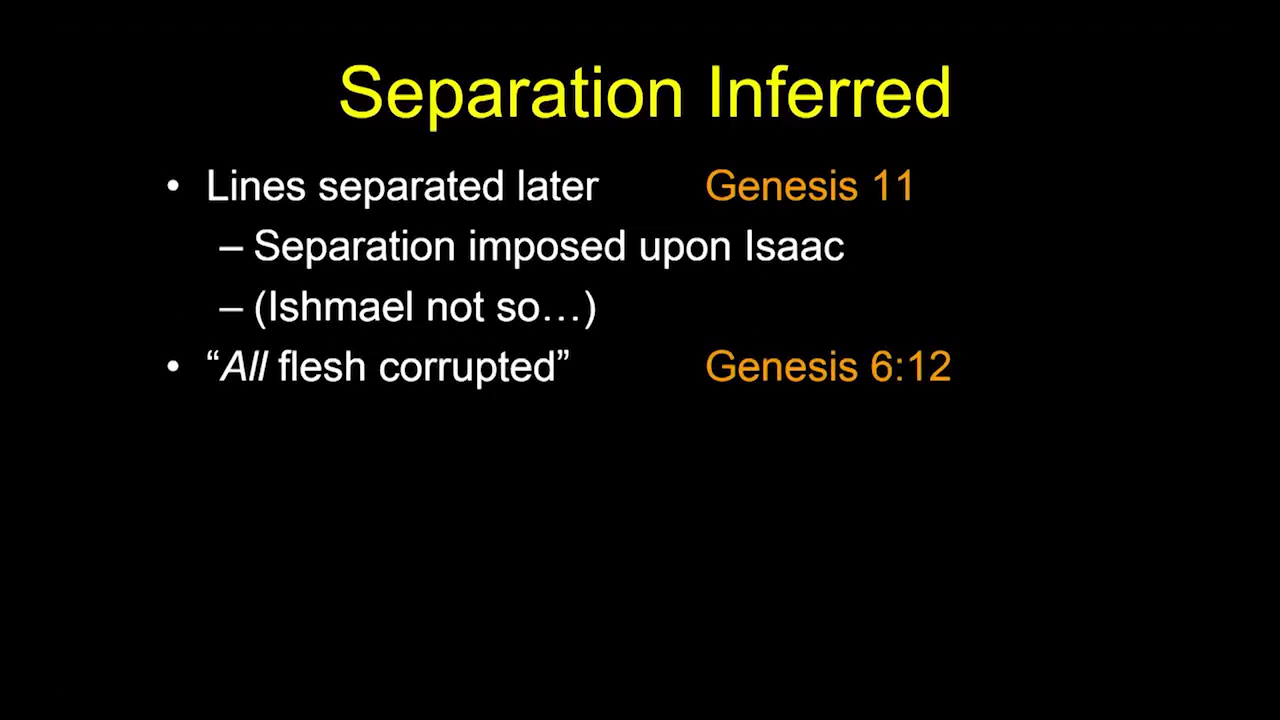 Separation Inferred
• Lines separated later Genesis 11
– Separation imposed upon Isaac
– (Ishmael not so…)
• “All flesh corrupted” Genesis 6:12